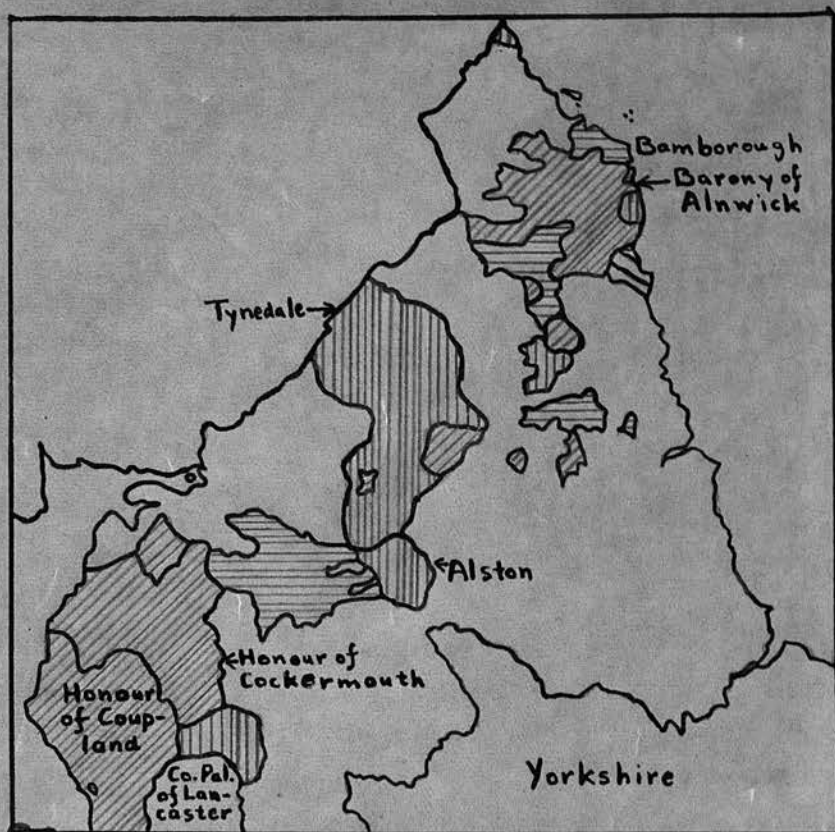 Bamborough
Barony of
Alnwick
Tynedale
Alston
Honour of
Cockermouth
Honour
of Coup-
land
Co. Pal.
of Lan-
caster
Yorkshire